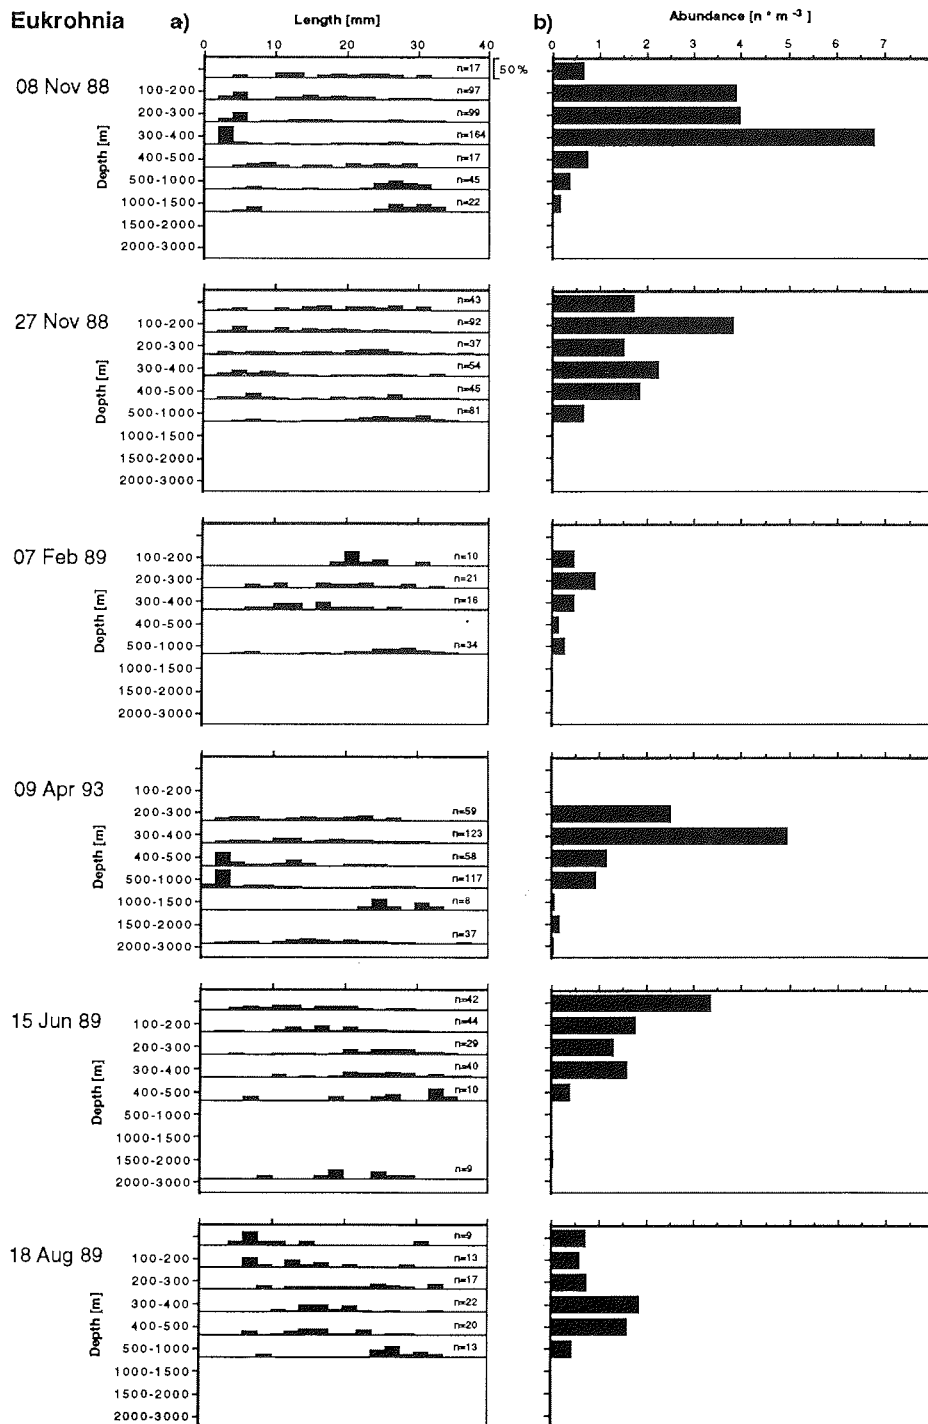 Eukrohnia a) Length [mm] b) Abundance [n * m -3 ]
0 10 20 30 40 0 1 2 3 4 5 6 7
50%
08 Nov 88
Depth [m]
n=17
100-200 n=97
200-300 n=99
300-400 n=164
400-500 n=17
500-1000 n=45
1000-1500 n=22
1500-2000
2000-3000
27 Nov 88
Depth [m]
n=43
100-200 n=92
200-300 n=37
300-400 n=54
400-500 n=45
500-1000 n=81
1000-1500
1500-2000
2000-3000
07 Feb 89
Depth [m]
100-200 n=10
200-300 n=21
300-400 n=16
400-500
500-1000 n=34
1000-1500
1500-2000
2000-3000
09 Apr 93
Depth [m]
100-200
200-300 n=59
300-400 n=123
400-500 n=58
500-1000 n=117
1000-1500 n=8
1500-2000
2000-3000 n=37
15 Jun 89
Depth [m]
n=42
100-200 n=44
200-300 n=29
300-400 n=40
400-500 n=10
500-1000
1000-1500
1500-2000
2000-3000 n=9
18 Aug 89
Depth [m]
n=9
100-200 n=13
200-300 n=17
300-400 n=22
400-500 n=20
500-1000 n=13
1000-1500
1500-2000
2000-3000